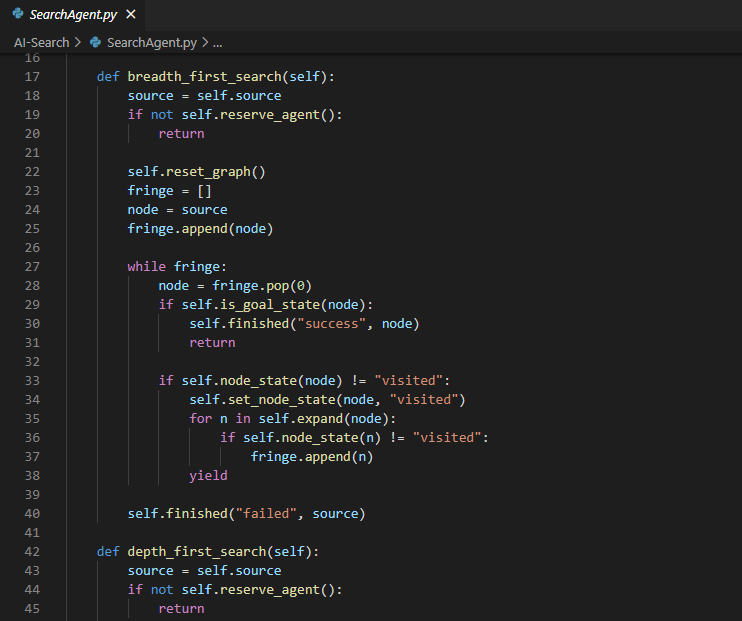 SearchAgent.py ×
AI-Search > SearchAgent.py > ...
16
17 def breadth_first_search(self):
18 source = self.source
19 if not self.reserve_agent():
20 return
21
22 self.reset_graph()
23 fringe = []
24 node = source
25 fringe.append(node)
26
27 while fringe:
28 node = fringe.pop(0)
29 if self.is_goal_state(node):
30 self.finished("success", node)
31 return
32
33 if self.node_state(node) != "visited":
34 self.set_node_state(node, "visited")
35 for n in self.expand(node):
36 if self.node_state(n) != "visited":
37 fringe.append(n)
38 yield
39
40 self.finished("failed", source)
41
42 def depth_first_search(self):
43 source = self.source
44 if not self.reserve_agent():
45 return